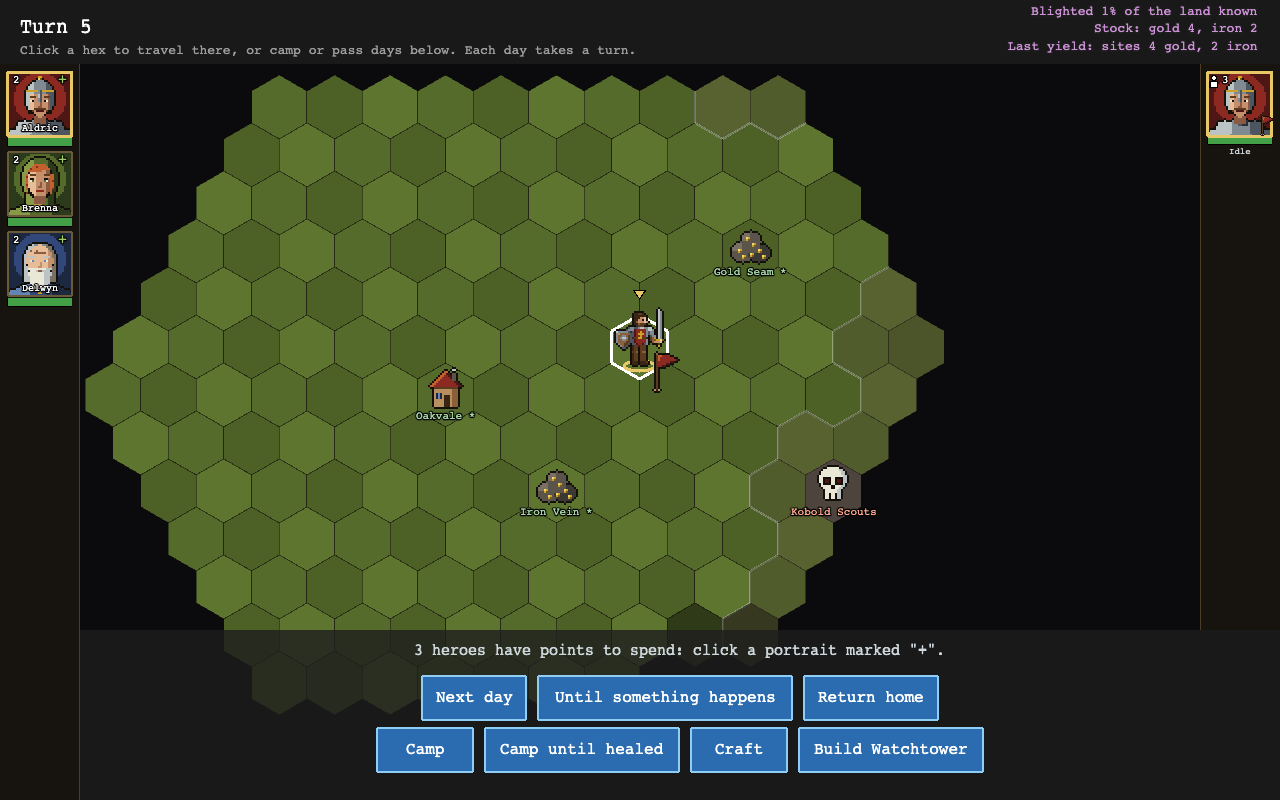 Turn 5
Click a hex to travel there, or camp or pass days below. Each day takes a turn.
Blighted 1% of the land known
Stock: gold 4, iron 2
Last yield: sites 4 gold, 2 iron
2 +
Aldric
2 +
Brenna
2 +
Delwyn
3
Idle
Gold Seam *
Oakvale *
Iron Vein *
Kobold Scouts
3 heroes have points to spend: click a portrait marked "+".
Next day
Until something happens
Return home
Camp
Camp until healed
Craft
Build Watchtower